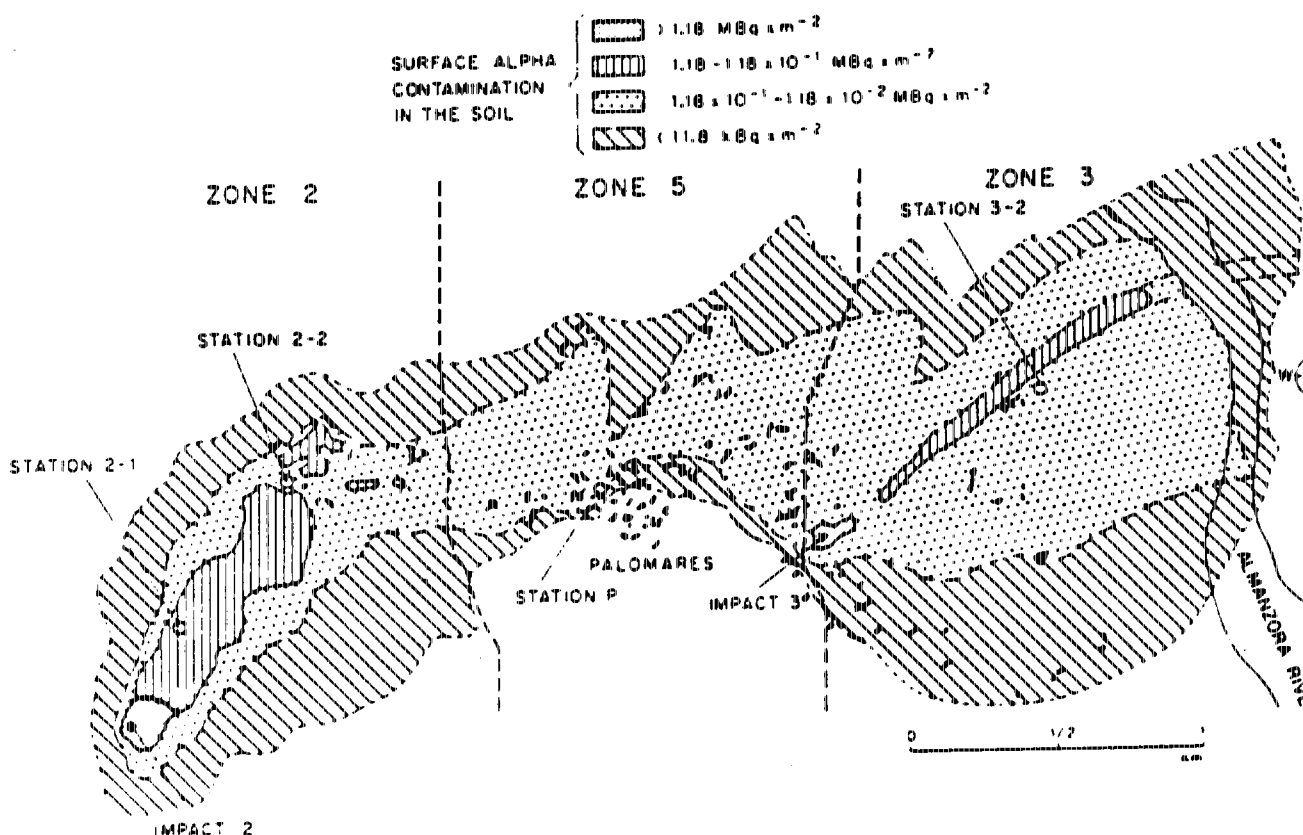 SURFACE ALPHA
CONTAMINATION
IN THE SOIL
> 1.18 MBq x m⁻²
1.18 - 1.18 x 10⁻¹ MBq x m⁻²
1.18 x 10⁻¹ - 1.18 x 10⁻² MBq x m⁻²
< 11.8 kBq x m⁻²
ZONE 2
ZONE 5
ZONE 3
STATION 3-2
STATION 2-2
STATION 2-1
PALOMARES
STATION P
IMPACT 3
ALMANZORA RIVE
0 1/2 1
km
IMPACT 2
W